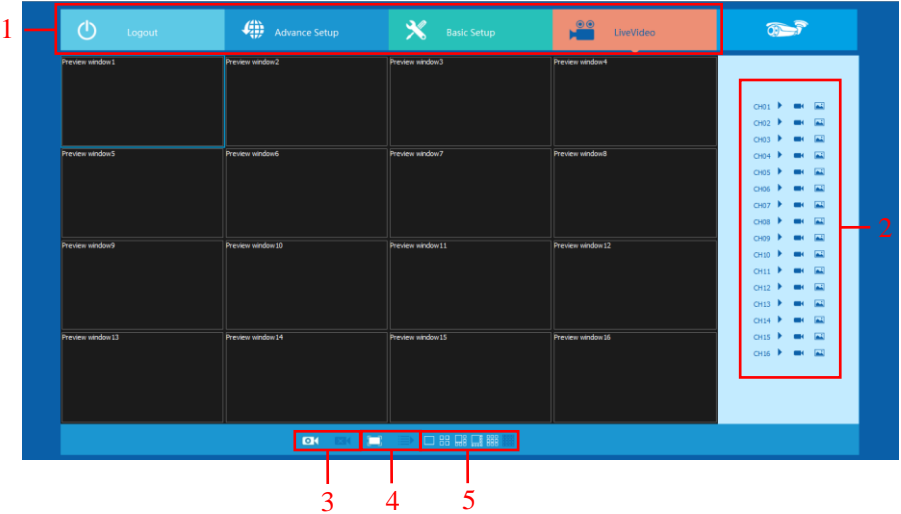 1
Logout Advance Setup Basic Setup LiveVideo
Preview window1 Preview window2 Preview window3 Preview window4
Preview window5 Preview window6 Preview window7 Preview window8
Preview window9 Preview window10 Preview window11 Preview window12
Preview window13 Preview window14 Preview window15 Preview window16
CH01
CH02
CH03
CH04
CH05
CH06
CH07
CH08
CH09
CH10
CH11
CH12
CH13
CH14
CH15
CH16
2
3 4 5